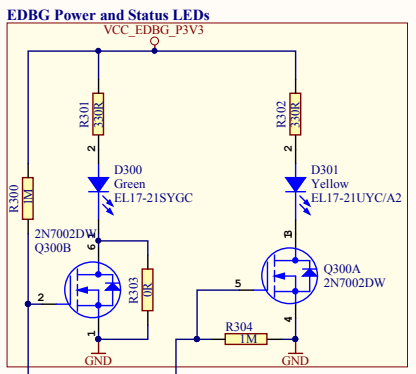 EDBG Power and Status LEDs
VCC_EDBG_P3V3
R301
330R
2
R302
330R
2
D300
Green
EL17-21SYGC
D301
Yellow
EL17-21UYC/A2
R300
1M
2N7002DW
Q300B
6
1
3
2
R303
0R
1
Q300A
2N7002DW
5
4
R304
1M
GND
GND